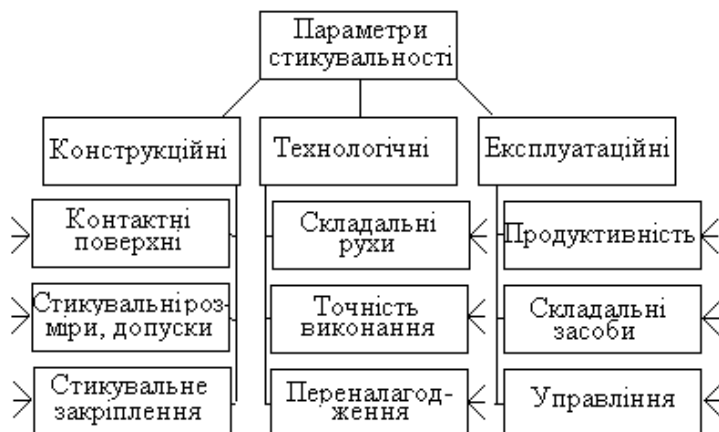 Параметри
стикувальності
Конструкційні
Технологічні
Експлуатаційні
Контактні
поверхні
Складальні
рухи
Продуктивність
Стикувальні роз-
міри, допуски
Точність
виконання
Складальні
засоби
Стикувальне
закріплення
Переналагод-
ження
Управління